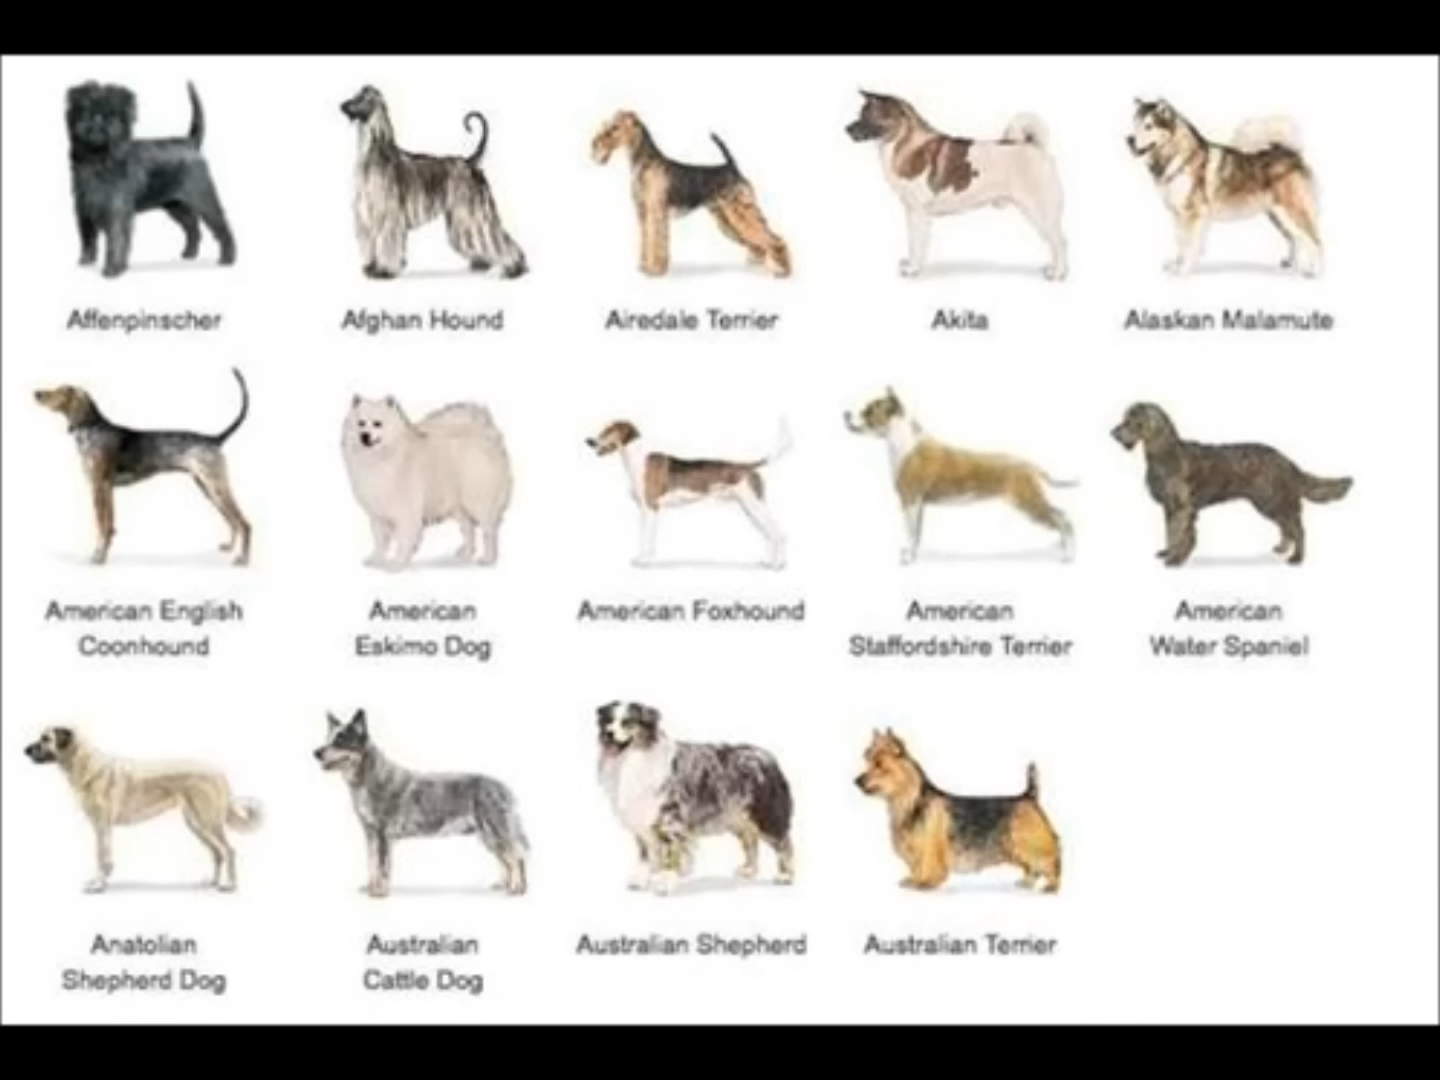 Affenpinscher
Afghan Hound
Airedale Terrier
Akita
Alaskan Malamute
American English
Coonhound
American
Eskimo Dog
American Foxhound
American
Staffordshire Terrier
American
Water Spaniel
Anatolian
Shepherd Dog
Australian
Cattle Dog
Australian Shepherd
Australian Terrier